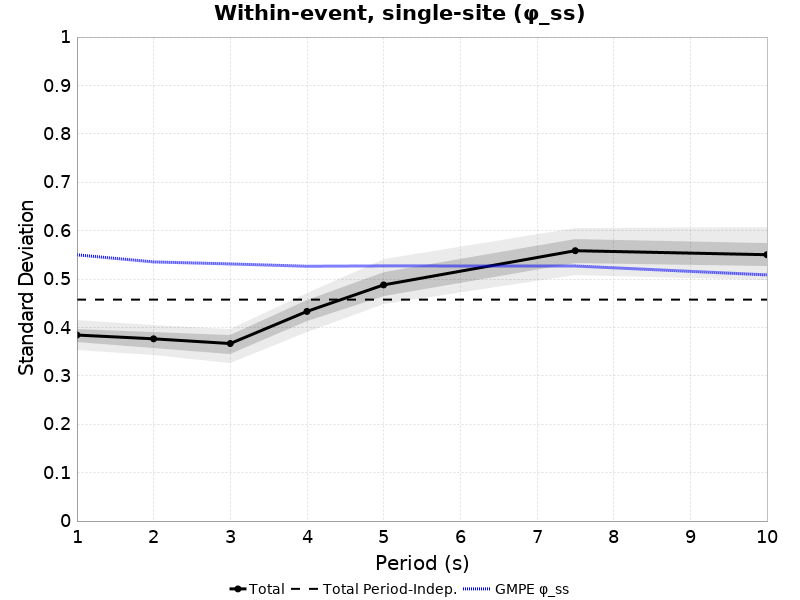 Within-event, single-site (φ_ss)
Standard Deviation
1
0.9
0.8
0.7
0.6
0.5
0.4
0.3
0.2
0.1
0
1 2 3 4 5 6 7 8 9 10
Period (s)
Total Total Period-Indep. GMPE φ_ss